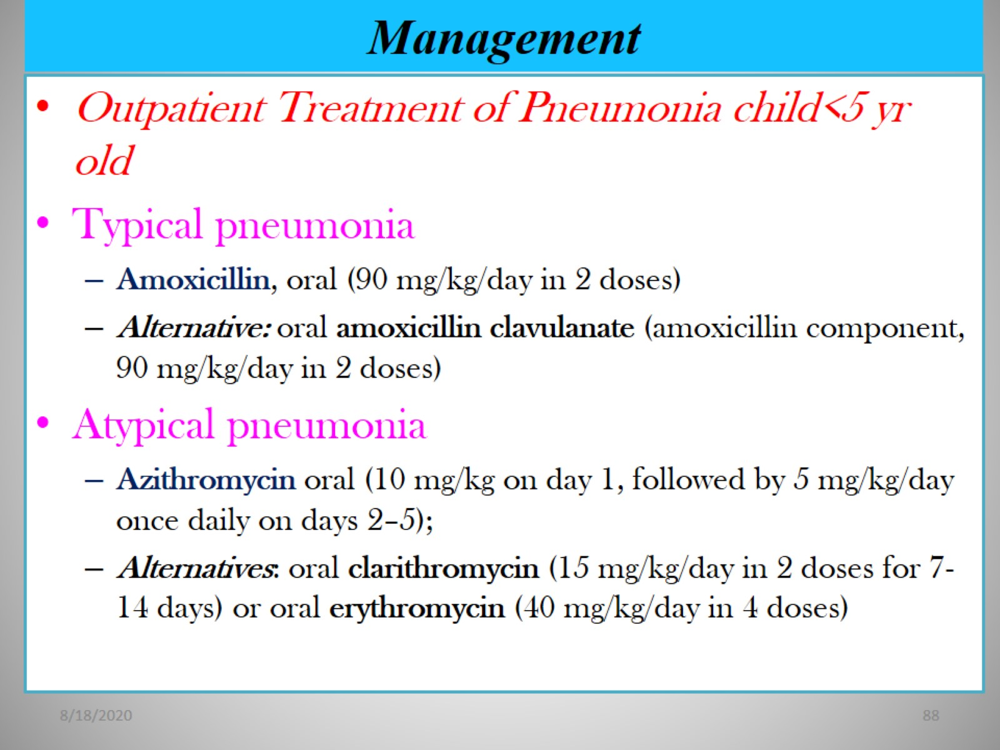 Management
• Outpatient Treatment of Pneumonia child<5 yr
old
• Typical pneumonia
– Amoxicillin, oral (90 mg/kg/day in 2 doses)
– Alternative: oral amoxicillin clavulanate (amoxicillin component,
90 mg/kg/day in 2 doses)
• Atypical pneumonia
– Azithromycin oral (10 mg/kg on day 1, followed by 5 mg/kg/day
once daily on days 2–5);
– Alternatives: oral clarithromycin (15 mg/kg/day in 2 doses for 7-
14 days) or oral erythromycin (40 mg/kg/day in 4 doses)
8/18/2020
88